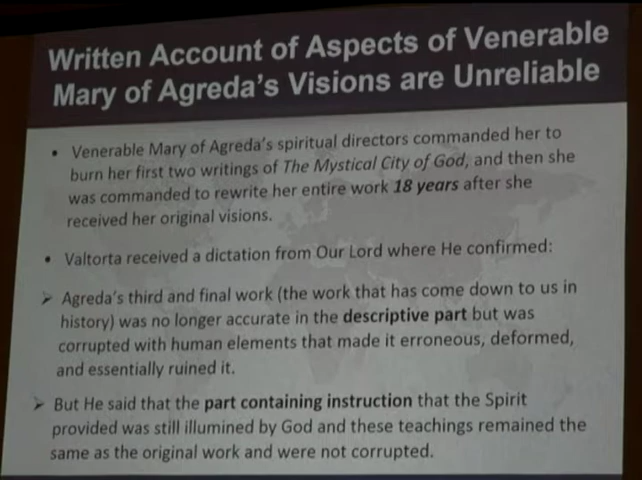 Written Account of Aspects of Venerable
Mary of Agreda's Visions are Unreliable
• Venerable Mary of Agreda's spiritual directors commanded her to
burn her first two writings of The Mystical City of God, and then she
was commanded to rewrite her entire work 18 years after she
received her original visions.
• Valtorta received a dictation from Our Lord where He confirmed:
➢ Agreda's third and final work (the work that has come down to us in
history) was no longer accurate in the descriptive part but was
corrupted with human elements that made it erroneous, deformed,
and essentially ruined it.
➢ But He said that the part containing instruction that the Spirit
provided was still illumined by God and these teachings remained the
same as the original work and were not corrupted.